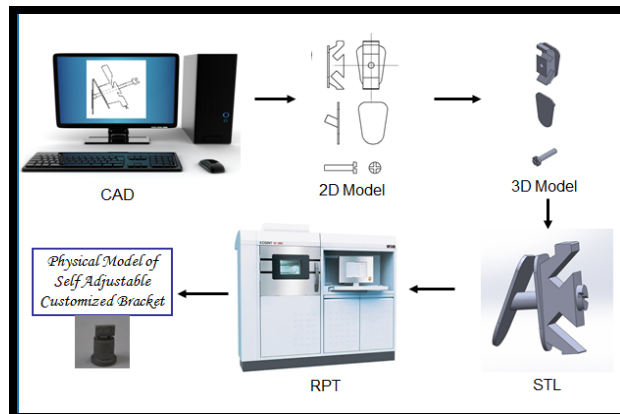 CAD
2D Model
3D Model
Physical Model of
Self Adjustable
Customized Bracket
RPT
STL